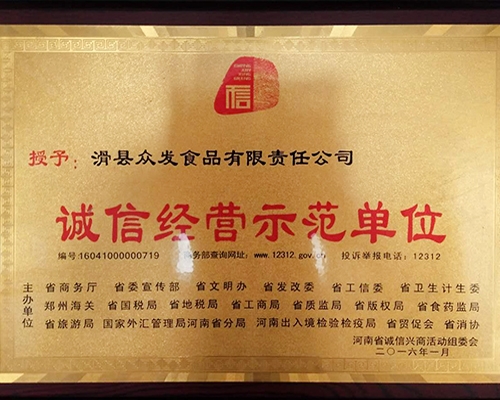 信
授予：滑县众发食品有限责任公司
诚信经营示范单位
编号:16041000000719 商务部查询网址：www.12312.gov.cn 投诉举报电话：12312
主办单位
省商务厅 省委宣传部 省文明办 省发改委 省工信委 省卫生计生委
郑州海关 省国税局 省地税局 省工商局 省质监局 省版权局 省食药监局
省旅游局 国家外汇管理局河南省分局 河南出入境检验检疫局 省贸促会 省消协
河南省诚信兴商活动组委会
二〇一六年一月